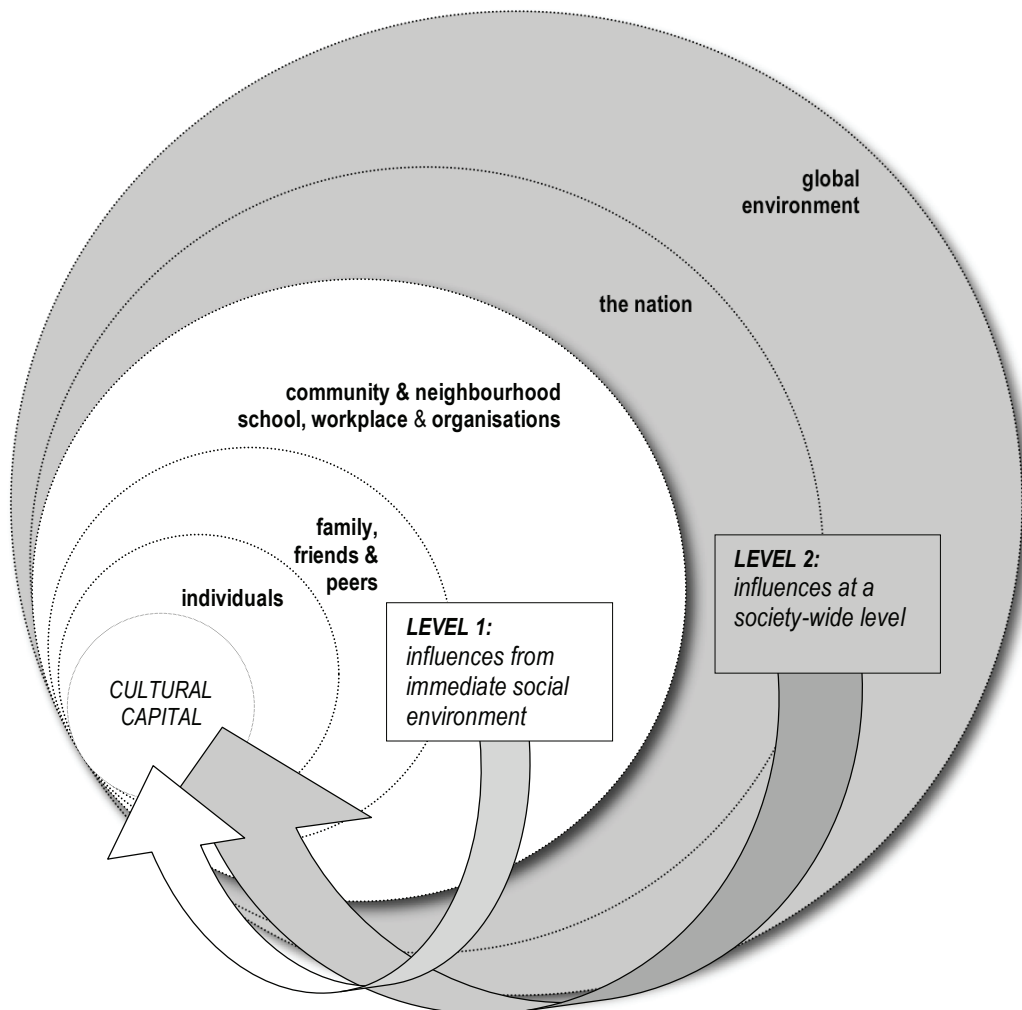 global
environment
the nation
community & neighbourhood
school, workplace & organisations
family,
friends &
peers
individuals
CULTURAL
CAPITAL
LEVEL 1:
influences from
immediate social
environment
LEVEL 2:
influences at a
society-wide level